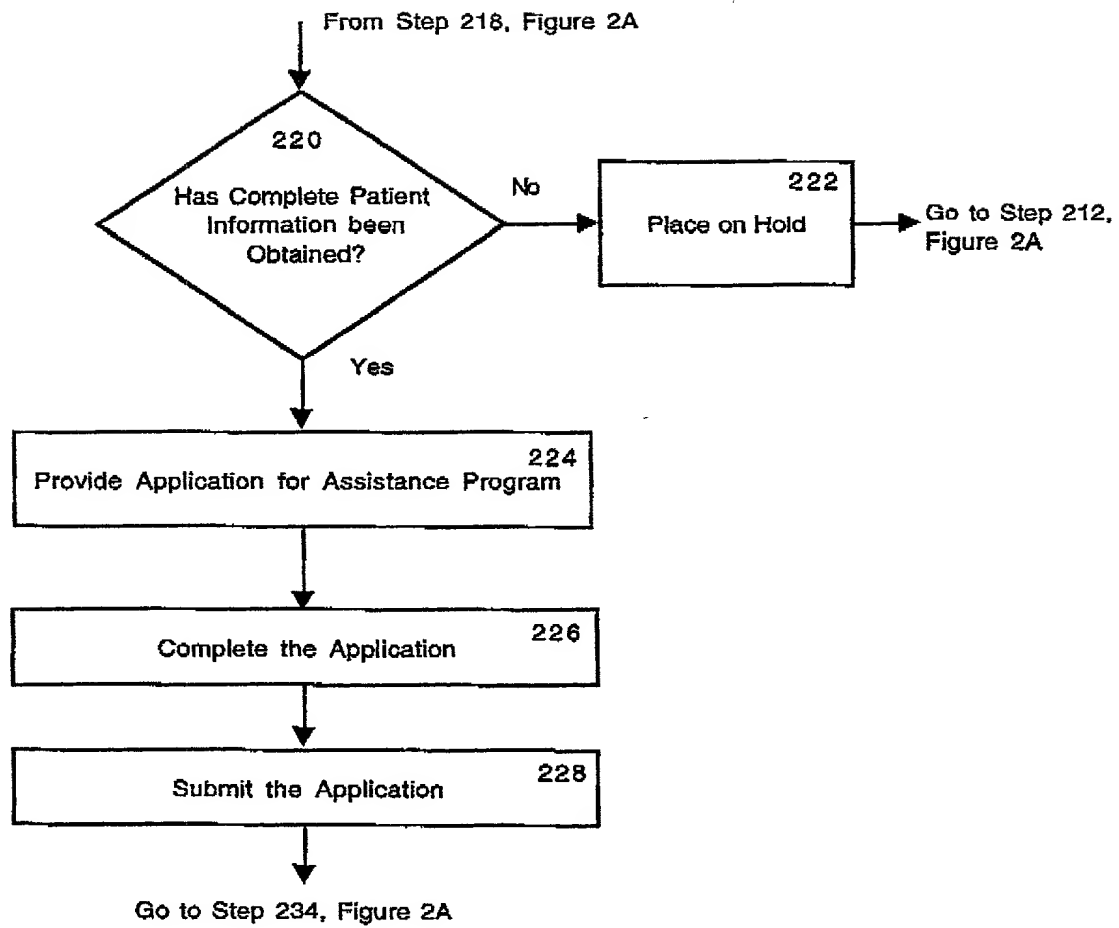 From Step 218, Figure 2A
220
Has Complete Patient
Information been
Obtained?
No
222
Place on Hold
Go to Step 212,
Figure 2A
Yes
224
Provide Application for Assistance Program
226
Complete the Application
228
Submit the Application
Go to Step 234, Figure 2A